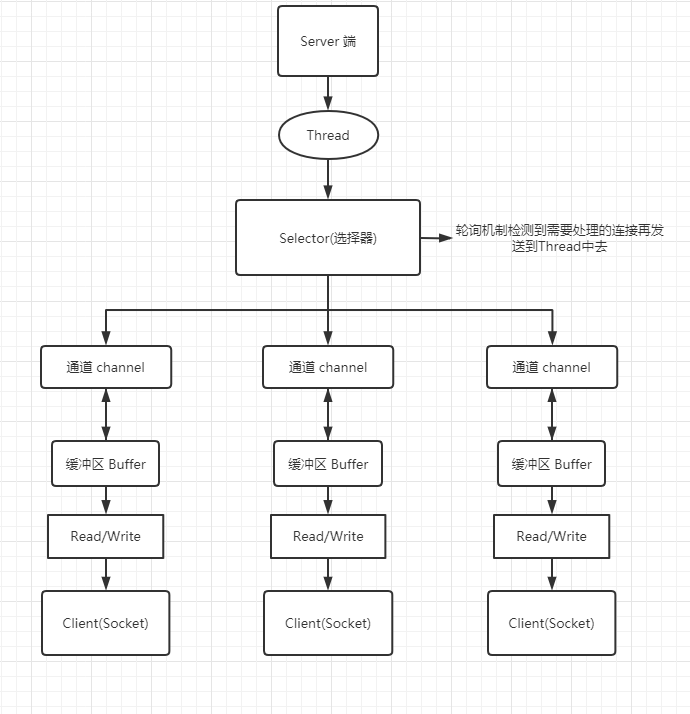 Server 端
Thread
Selector(选择器)
轮询机制检测到需要处理的连接再发
送到Thread中去
通道 channel
通道 channel
通道 channel
缓冲区 Buffer
缓冲区 Buffer
缓冲区 Buffer
Read/Write
Read/Write
Read/Write
Client(Socket)
Client(Socket)
Client(Socket)